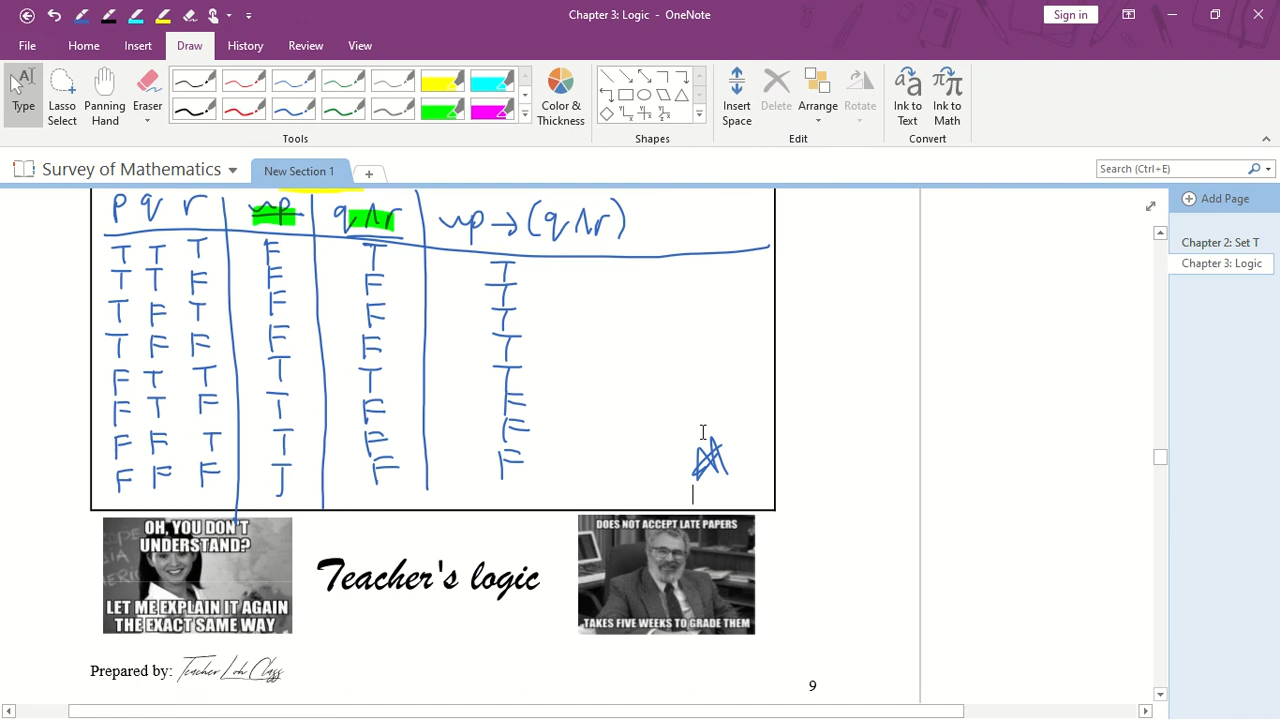 Chapter 3: Logic - OneNote
Sign in
File Home Insert Draw History Review View
Type
Lasso Select
Panning Hand
Eraser
Color & Thickness
Insert Space
Delete
Arrange
Rotate
Ink to Text
Ink to Math
Tools
Shapes
Edit
Convert
Survey of Mathematics
New Section 1
Search (Ctrl+E)
Add Page
Chapter 2: Set T
Chapter 3: Logic
p q r ~p q∧r ~p→(q∧r)
T T T F T T
T T F F F T
T F T F F T
T F F F F T
F T T T T T
F T F T F F
F F T T F F
F F F T F F
OH, YOU DON'T UNDERSTAND?
LET ME EXPLAIN IT AGAIN
THE EXACT SAME WAY
Teacher's logic
DOES NOT ACCEPT LATE PAPERS
TAKES FIVE WEEKS TO GRADE THEM
Prepared by: Teacher Loh Clazz
9